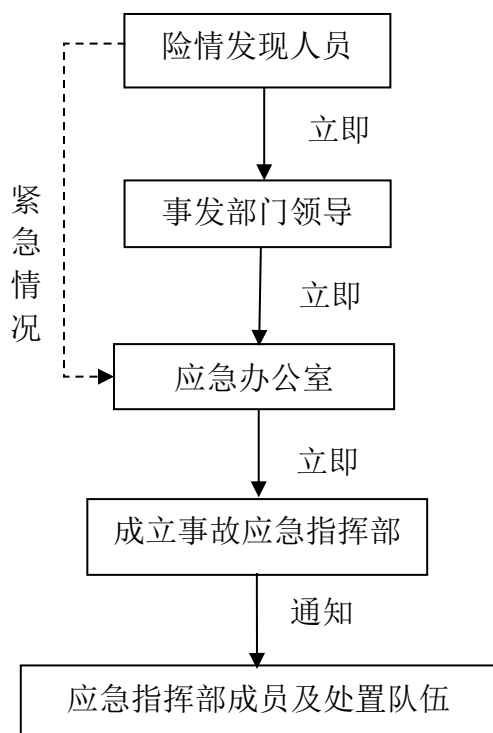 险情发现人员
立即
事发部门领导
紧急情况
立即
应急办公室
立即
成立事故应急指挥部
通知
应急指挥部成员及处置队伍